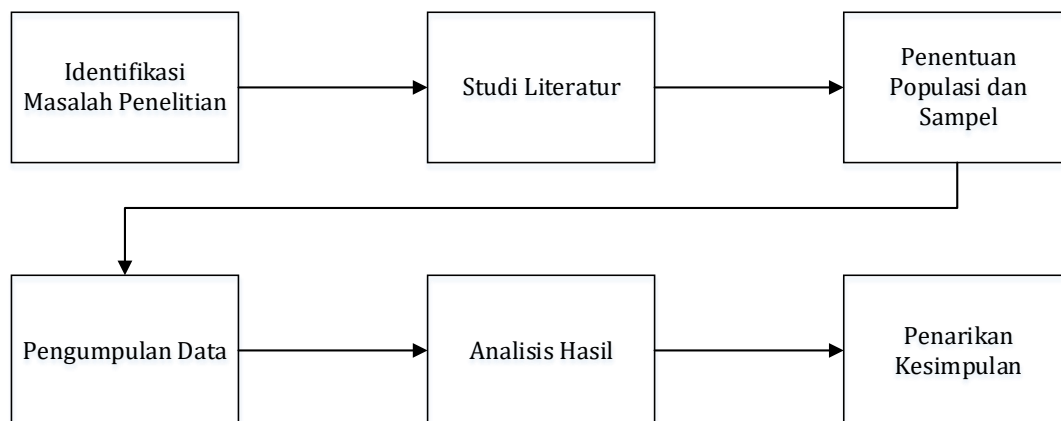 Identifikasi
Masalah Penelitian
Studi Literatur
Penentuan
Populasi dan
Sampel
Pengumpulan Data
Analisis Hasil
Penarikan
Kesimpulan